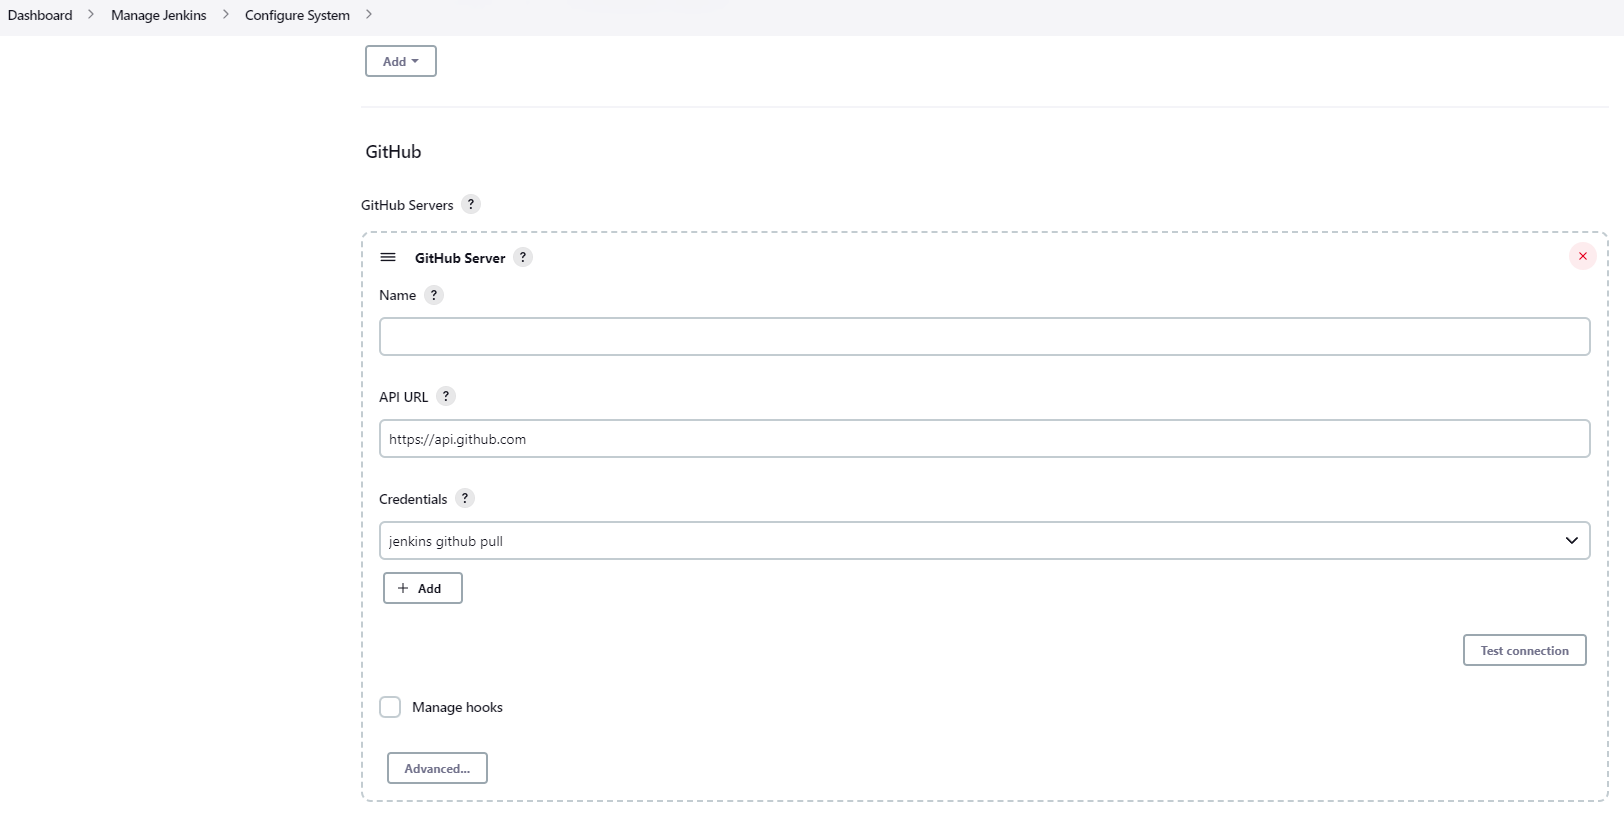 Dashboard > Manage Jenkins > Configure System >
Add
GitHub
GitHub Servers ?
GitHub Server ?
Name ?
API URL ?
https://api.github.com
Credentials ?
jenkins github pull
+ Add
Test connection
Manage hooks
Advanced...